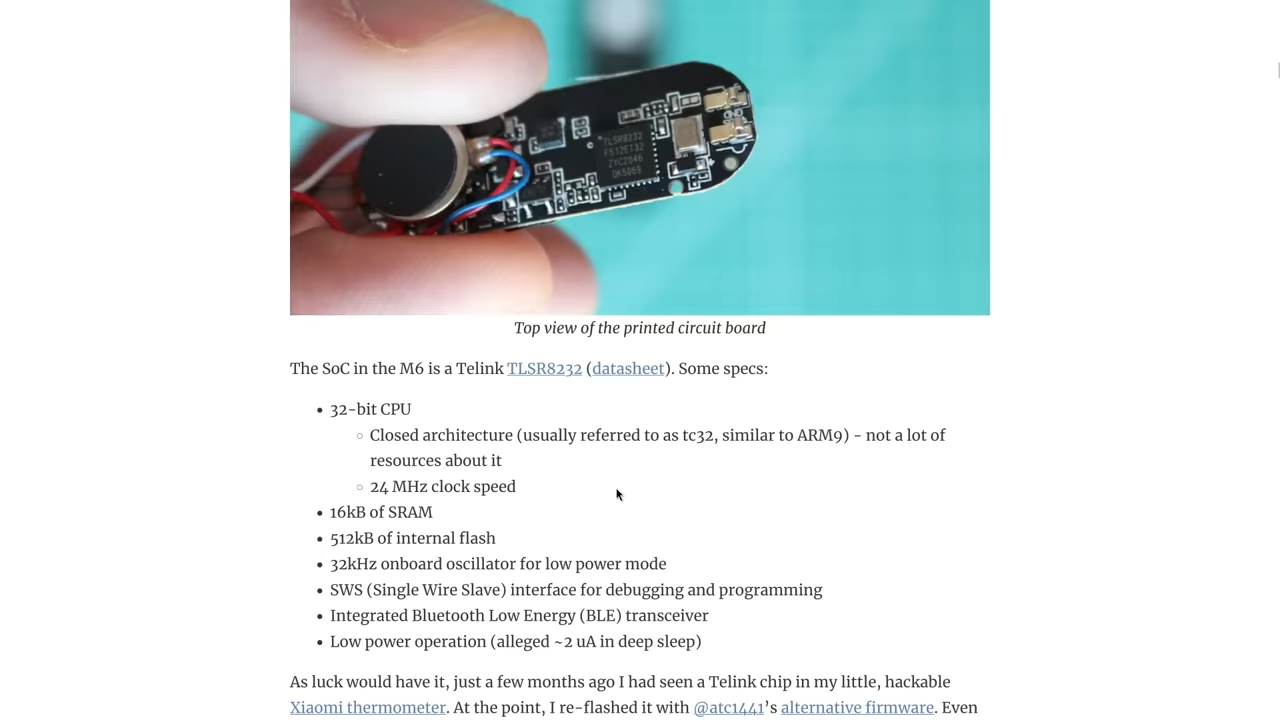 TLSR8232
F512ET32
ZYC2046
Top view of the printed circuit board
The SoC in the M6 is a Telink TLSR8232 (datasheet). Some specs:
• 32-bit CPU
○ Closed architecture (usually referred to as tc32, similar to ARM9) - not a lot of
resources about it
○ 24 MHz clock speed
• 16kB of SRAM
• 512kB of internal flash
• 32kHz onboard oscillator for low power mode
• SWS (Single Wire Slave) interface for debugging and programming
• Integrated Bluetooth Low Energy (BLE) transceiver
• Low power operation (alleged ~2 uA in deep sleep)
As luck would have it, just a few months ago I had seen a Telink chip in my little, hackable
Xiaomi thermometer. At the point, I re-flashed it with @atc1441’s alternative firmware. Even